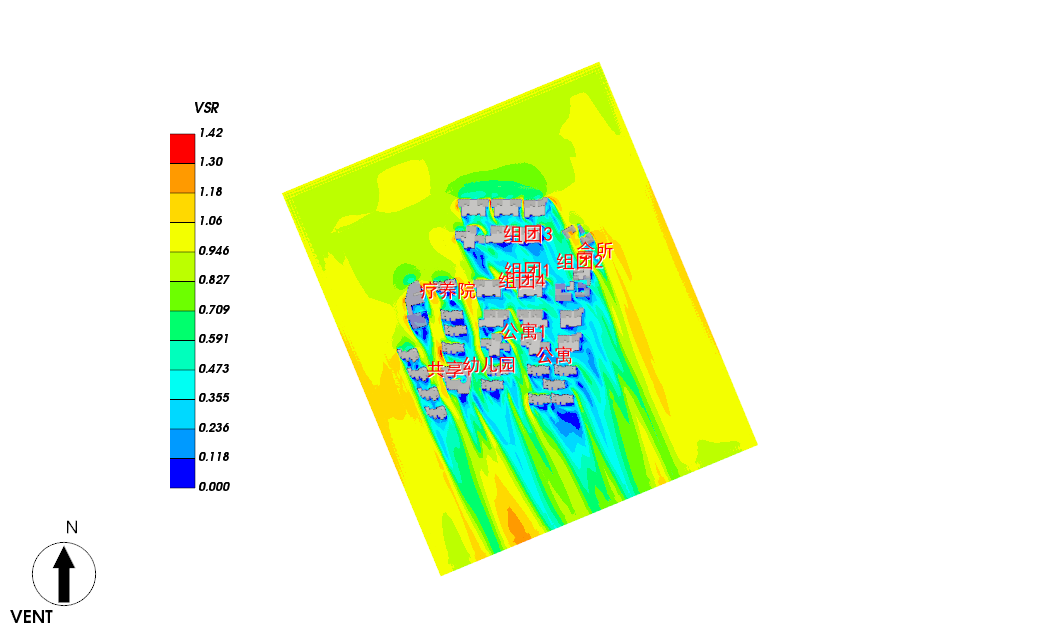 VSR
1.42
1.30
1.18
1.06
0.946
0.827
0.709
0.591
0.473
0.355
0.236
0.118
0.000
组团3
会所
组团2
组团1
组团4
疗养院
公寓1
公寓
幼儿园
共享
N
VENT